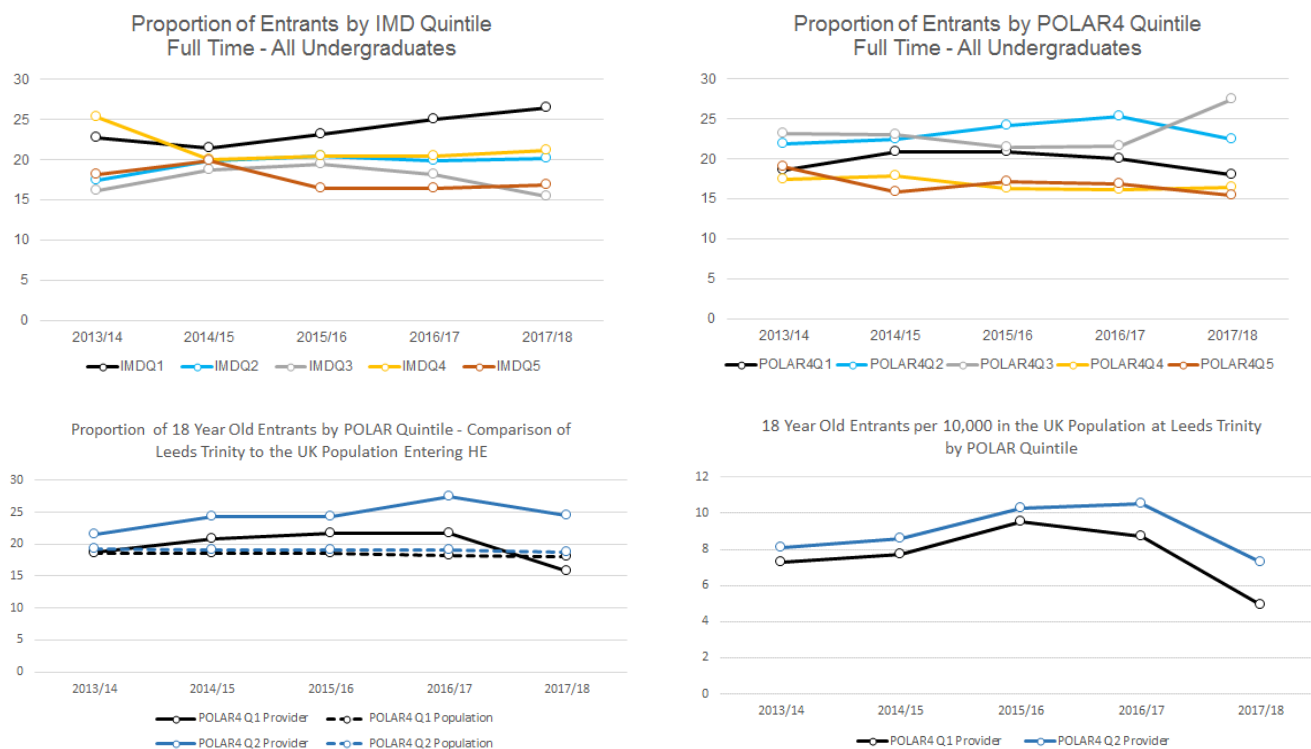 Proportion of Entrants by IMD Quintile
Full Time - All Undergraduates
30
25
20
15
10
5
0
2013/14 2014/15 2015/16 2016/17 2017/18
IMDQ1 IMDQ2 IMDQ3 IMDQ4 IMDQ5
Proportion of Entrants by POLAR4 Quintile
Full Time - All Undergraduates
30
25
20
15
10
5
0
2013/14 2014/15 2015/16 2016/17 2017/18
POLAR4Q1 POLAR4Q2 POLAR4Q3 POLAR4Q4 POLAR4Q5
Proportion of 18 Year Old Entrants by POLAR Quintile - Comparison of
Leeds Trinity to the UK Population Entering HE
30
25
20
15
10
5
0
2013/14 2014/15 2015/16 2016/17 2017/18
POLAR4 Q1 Provider POLAR4 Q1 Population
POLAR4 Q2 Provider POLAR4 Q2 Population
18 Year Old Entrants per 10,000 in the UK Population at Leeds Trinity
by POLAR Quintile
12
10
8
6
4
2
0
2013/14 2014/15 2015/16 2016/17 2017/18
POLAR4 Q1 Provider POLAR4 Q2 Provider